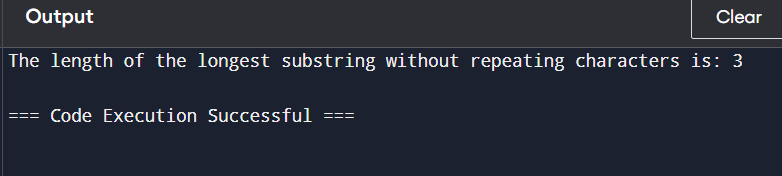 Output
Clear
The length of the longest substring without repeating characters is: 3
=== Code Execution Successful ===